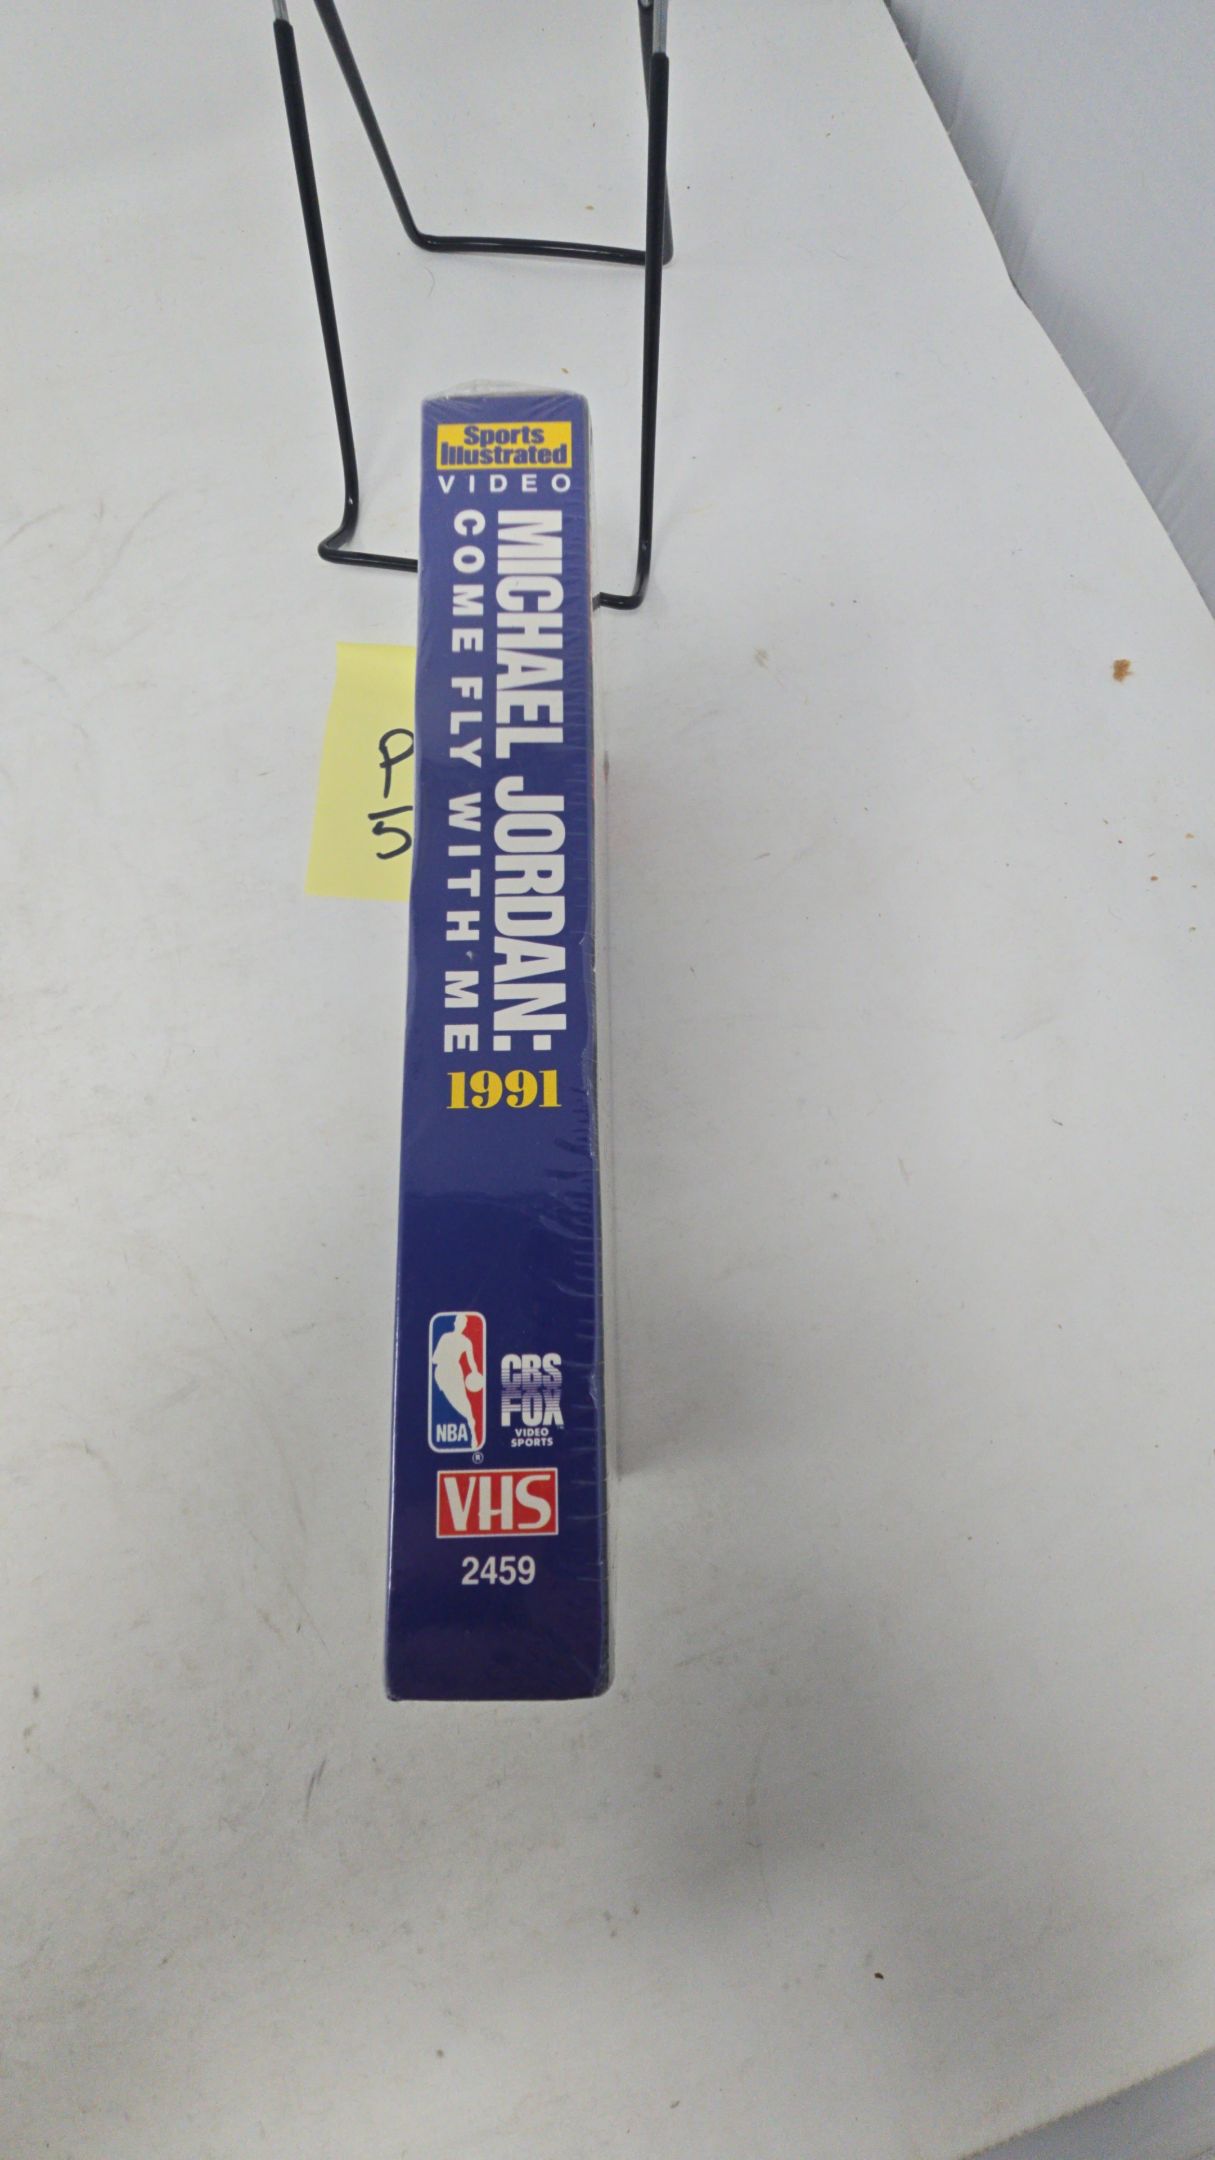 Sports
Illustrated
VIDEO
MICHAEL JORDAN:
COME FLY WITH ME
1991
NBA
®
CBS
FOX
VIDEO
SPORTS
VHS
2459
P
5